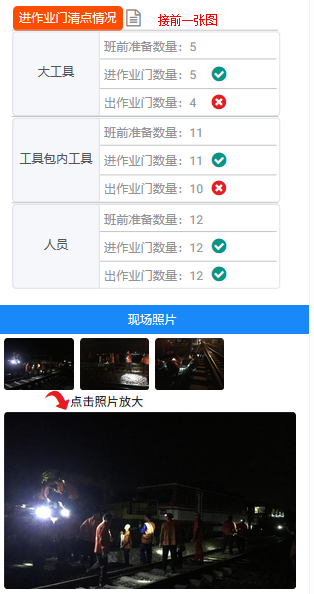 进作业门清点情况 接前一张图
大工具
班前准备数量：5
进作业门数量：5
出作业门数量：4
工具包内工具
班前准备数量：11
进作业门数量：11
出作业门数量：10
人员
班前准备数量：12
进作业门数量：12
出作业门数量：12
现场照片
点击照片放大